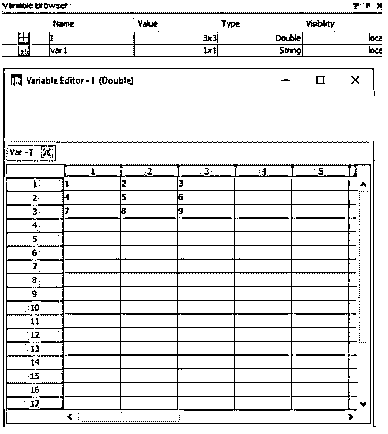 Variable Browser ? x
Name Value Type Visibility
I 3x3 Double loca
var1 1x1 String loca
Variable Editor - I (Double) — □ X
Var - I
1 2 3 4 5
1 1 2 3
2 4 5 6
3 7 8 9
4
5
6
7
8
9
10
11
12
13
14
15
16
17